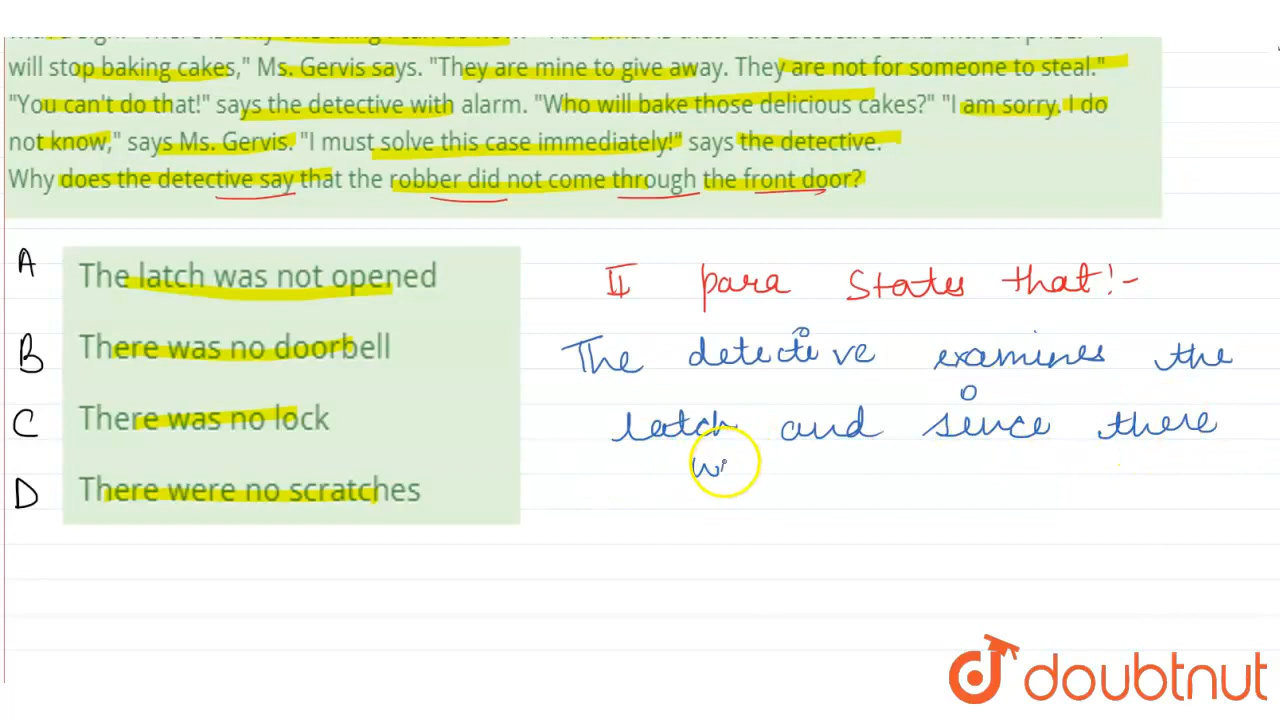 will stop baking cakes," Ms. Gervis says. "They are mine to give away. They are not for someone to steal."
"You can't do that!" says the detective with alarm. "Who will bake those delicious cakes?" "I am sorry. I do
not know," says Ms. Gervis. "I must solve this case immediately!" says the detective.
Why does the detective say that the robber did not come through the front door?
A The latch was not opened
B There was no doorbell
C There was no lock
D There were no scratches
II para states that:-
The detective examines the
latch and since there
doubtnut